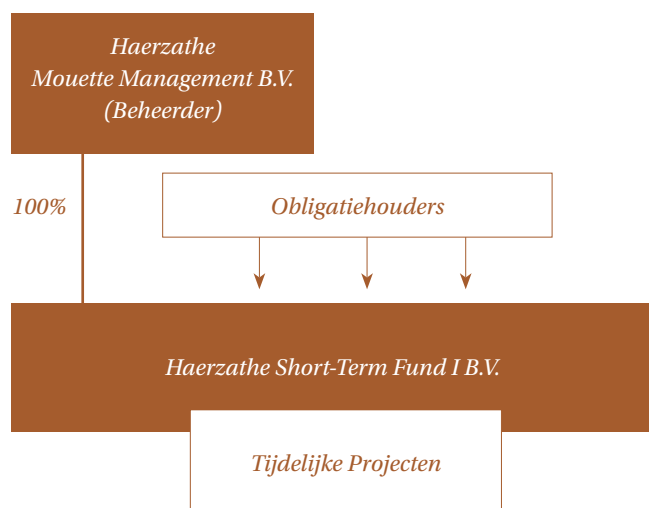 Haerzathe
Mouette Management B.V.
(Beheerder)
100%
Obligatiehouders
Haerzathe Short-Term Fund I B.V.
Tijdelijke Projecten